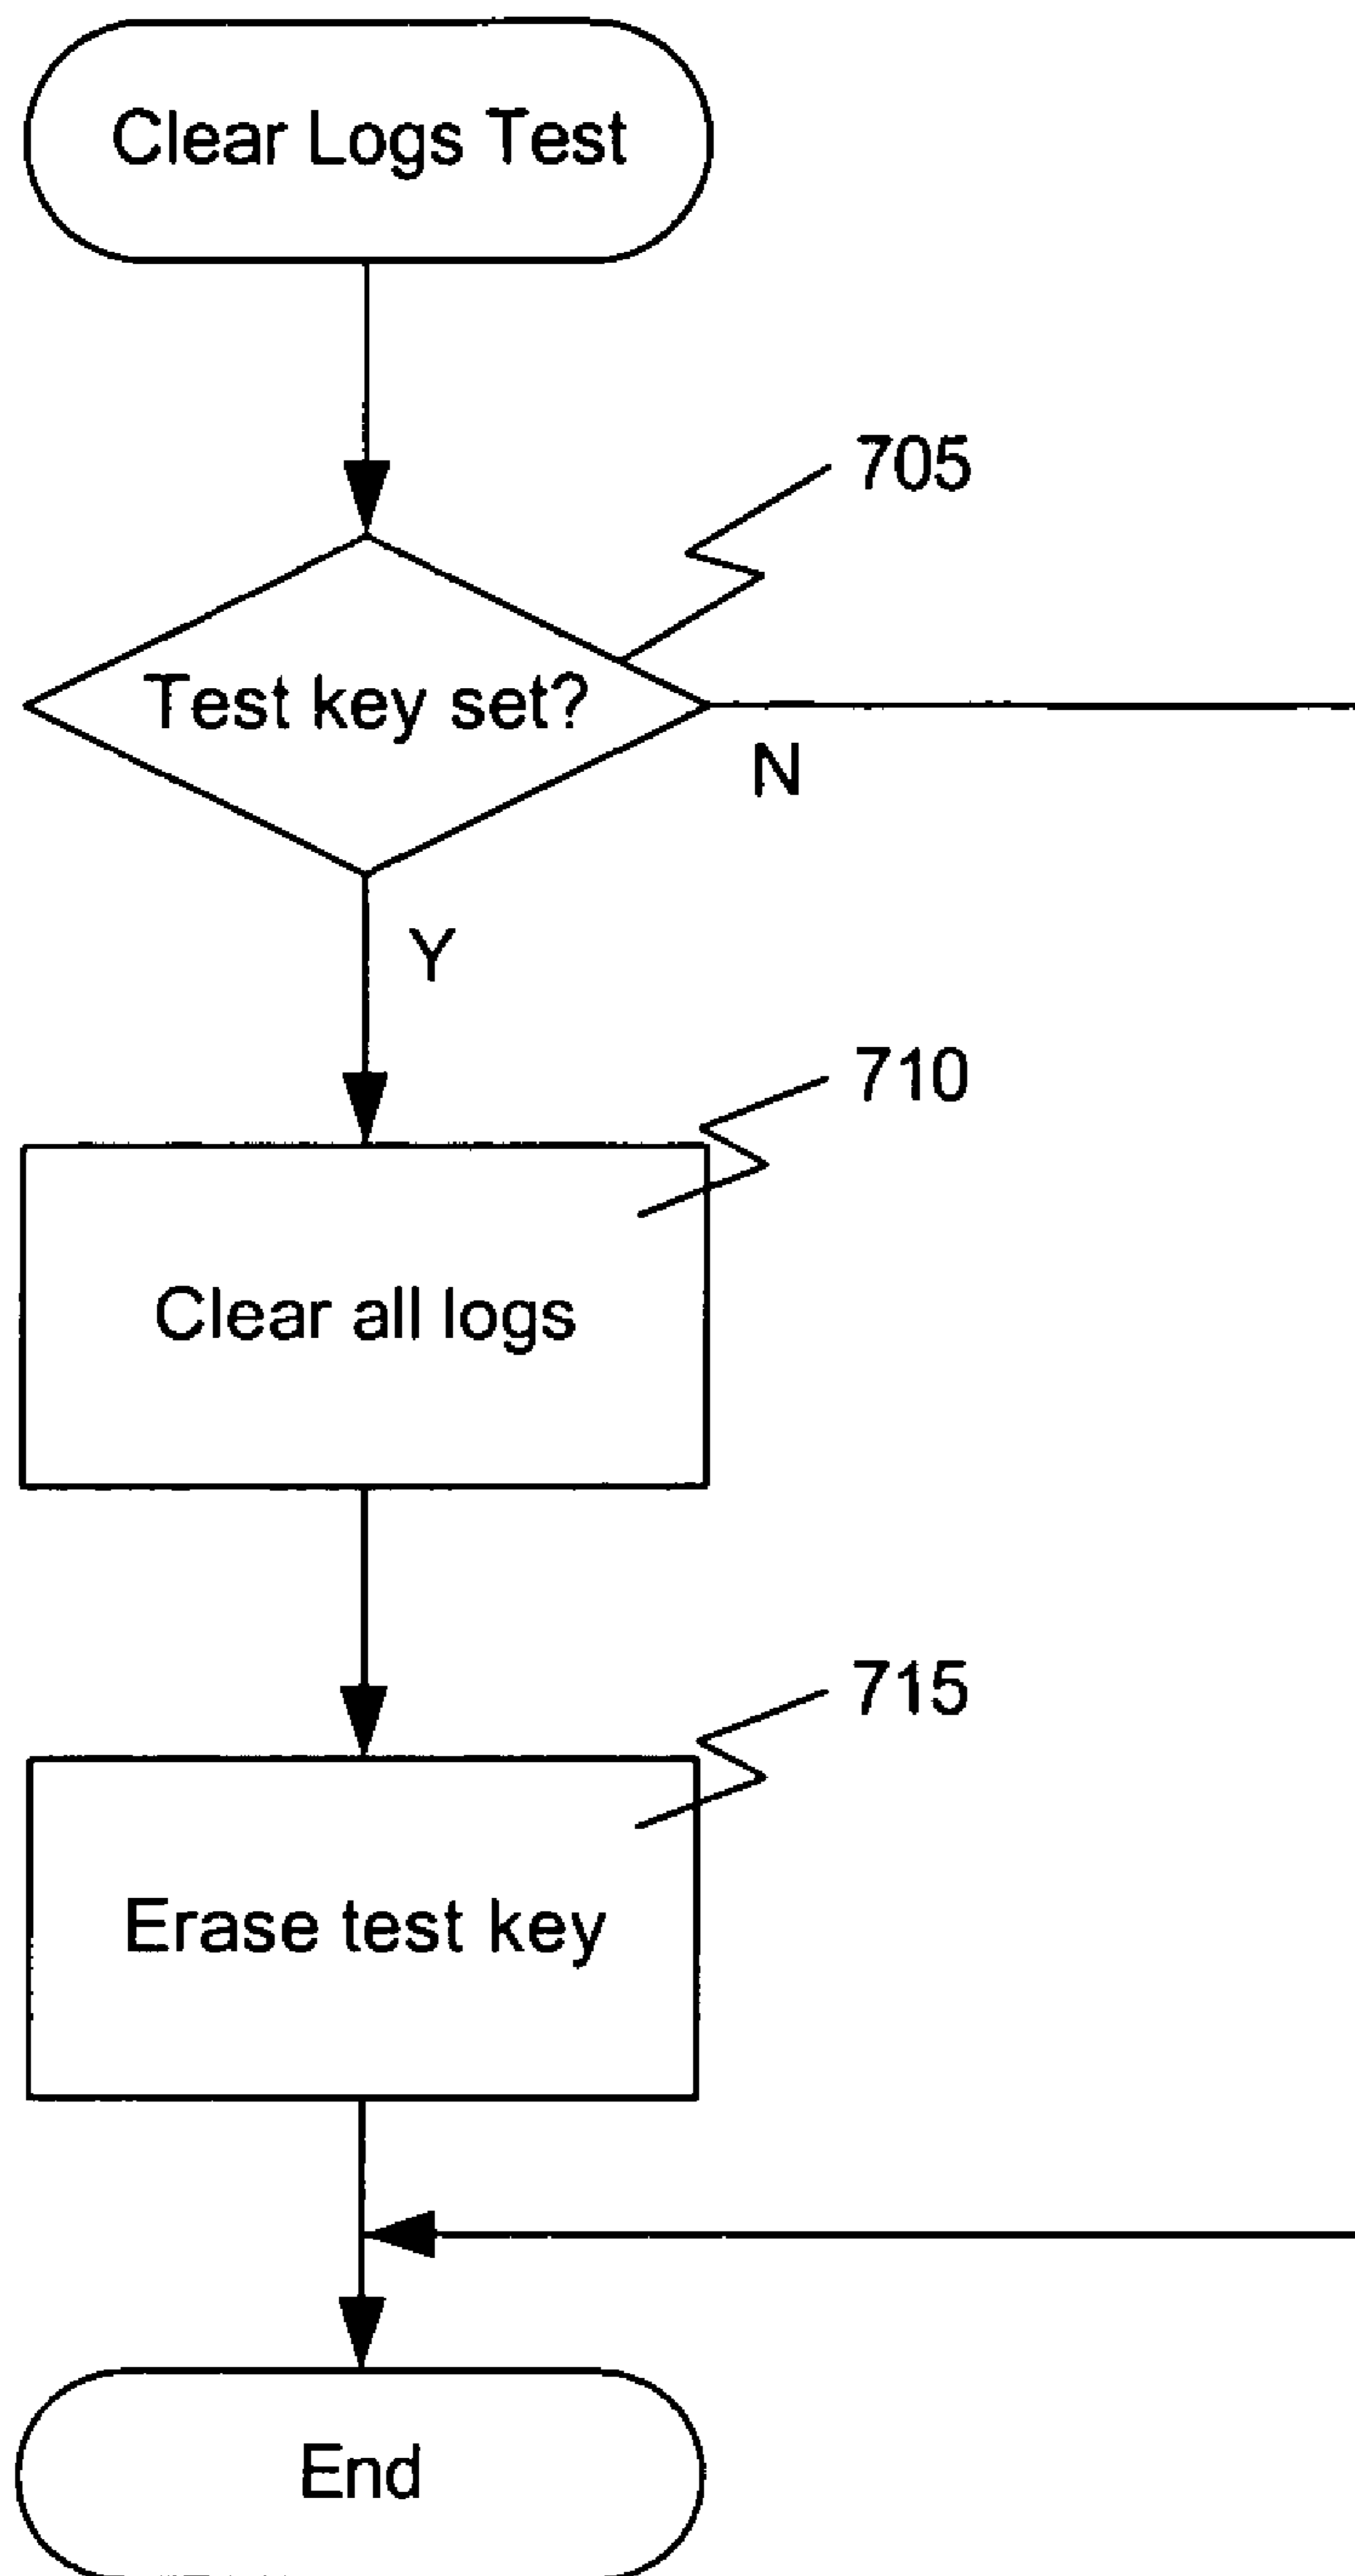 Clear Logs Test
705
Test key set?
N
Y
710
Clear all logs
715
Erase test key
End